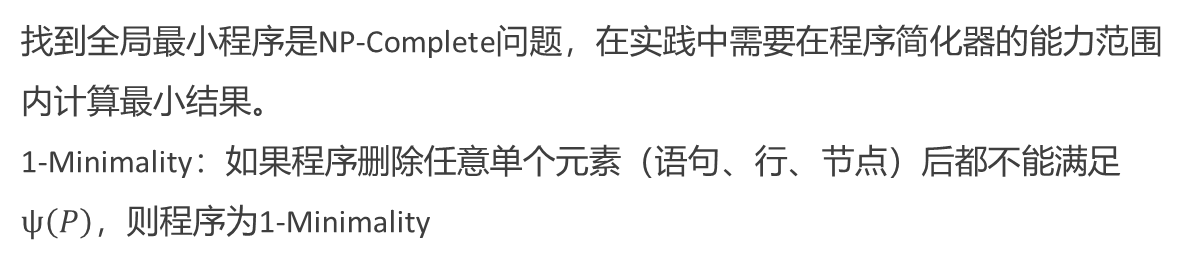 找到全局最小程序是NP-Complete问题，在实践中需要在程序简化器的能力范围
内计算最小结果。
1-Minimality：如果程序删除任意单个元素（语句、行、节点）后都不能满足
ψ(P)，则程序为1-Minimality